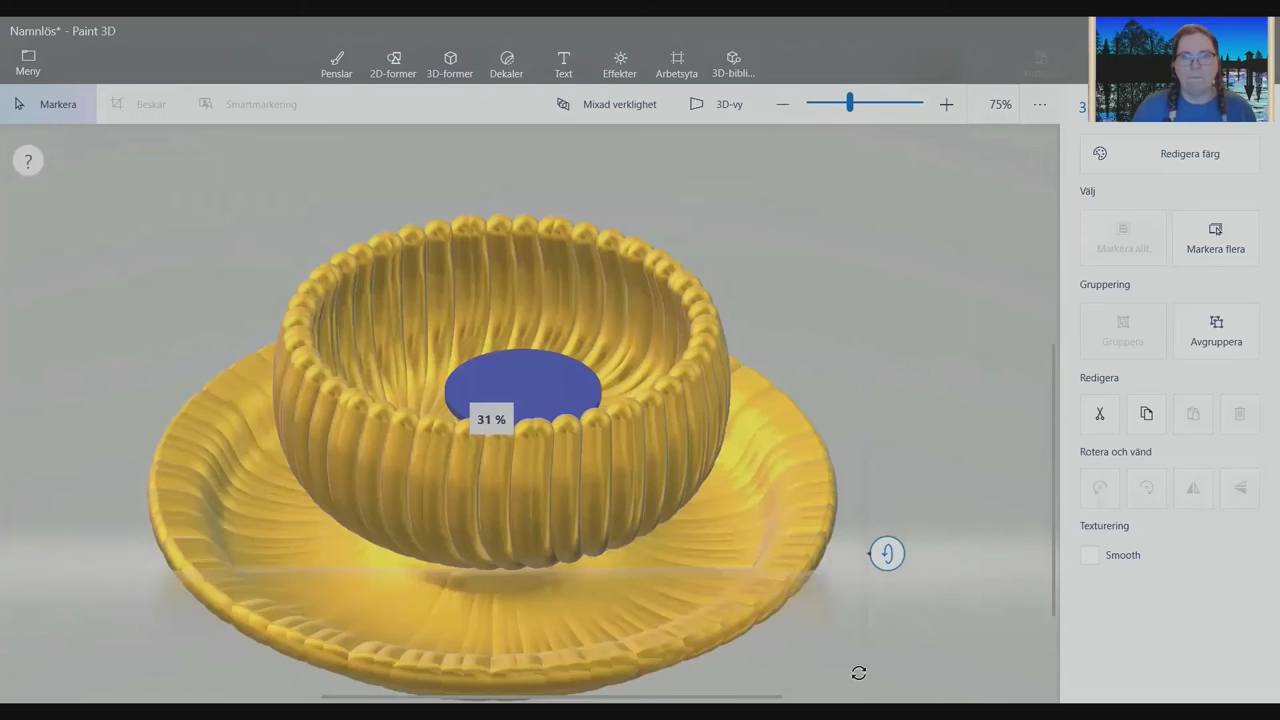 Namnlös* - Paint 3D
Meny
Penslar
2D-former
3D-former
Dekaler
Text
Effekter
Arbetsyta
3D-bibli...
Markera
Beskär
Smartmarkering
Mixad verklighet
3D-vy
75%
3
?
Redigera färg
Välj
Markera allt
Markera flera
Gruppering
Gruppera
Avgruppera
Redigera
Rotera och vänd
Texturering
Smooth
31 %